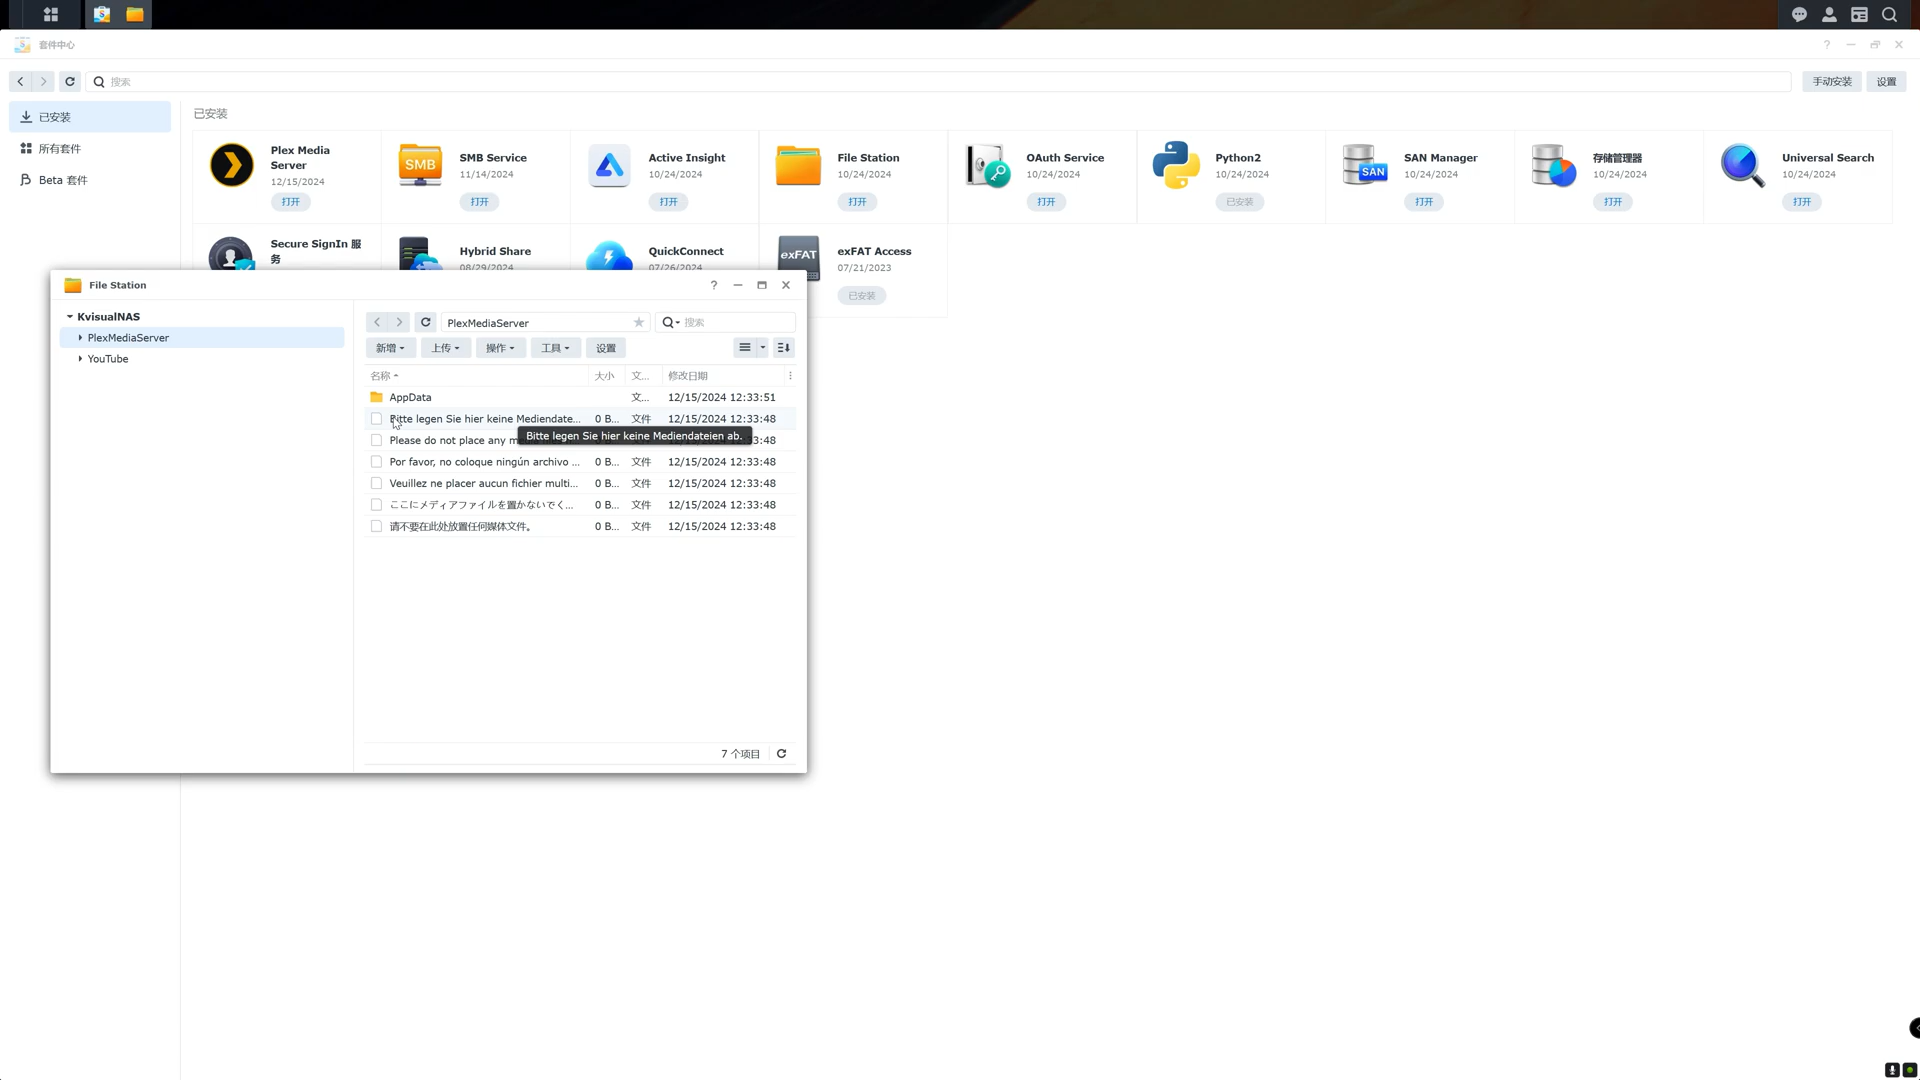 套件中心
搜索
手动安装
设置
已安装
所有套件
Beta 套件
已安装
Plex Media
Server
12/15/2024
打开
SMB
SMB Service
11/14/2024
打开
Active Insight
10/24/2024
打开
File Station
10/24/2024
打开
OAuth Service
10/24/2024
打开
Python2
10/24/2024
已安装
SAN
SAN Manager
10/24/2024
打开
存储管理器
10/24/2024
打开
Universal Search
10/24/2024
打开
Secure SignIn 服
务
Hybrid Share
08/29/2024
QuickConnect
07/26/2024
exFAT
exFAT Access
07/21/2023
已安装
File Station
KvisualNAS
PlexMediaServer
YouTube
PlexMediaServer
搜索
新增
上传
操作
工具
设置
名称 大小 文... 修改日期
AppData 文... 12/15/2024 12:33:51
Bitte legen Sie hier keine Mediendate... 0 B... 文件 12/15/2024 12:33:48
Bitte legen Sie hier keine Mediendateien ab.
Please do not place any :48
Por favor, no coloque ningún archivo ... 0 B... 文件 12/15/2024 12:33:48
Veuillez ne placer aucun fichier multi... 0 B... 文件 12/15/2024 12:33:48
ここにメディアファイルを置かないでく... 0 B... 文件 12/15/2024 12:33:48
请不要在此处放置任何媒体文件。 0 B... 文件 12/15/2024 12:33:48
7 个项目